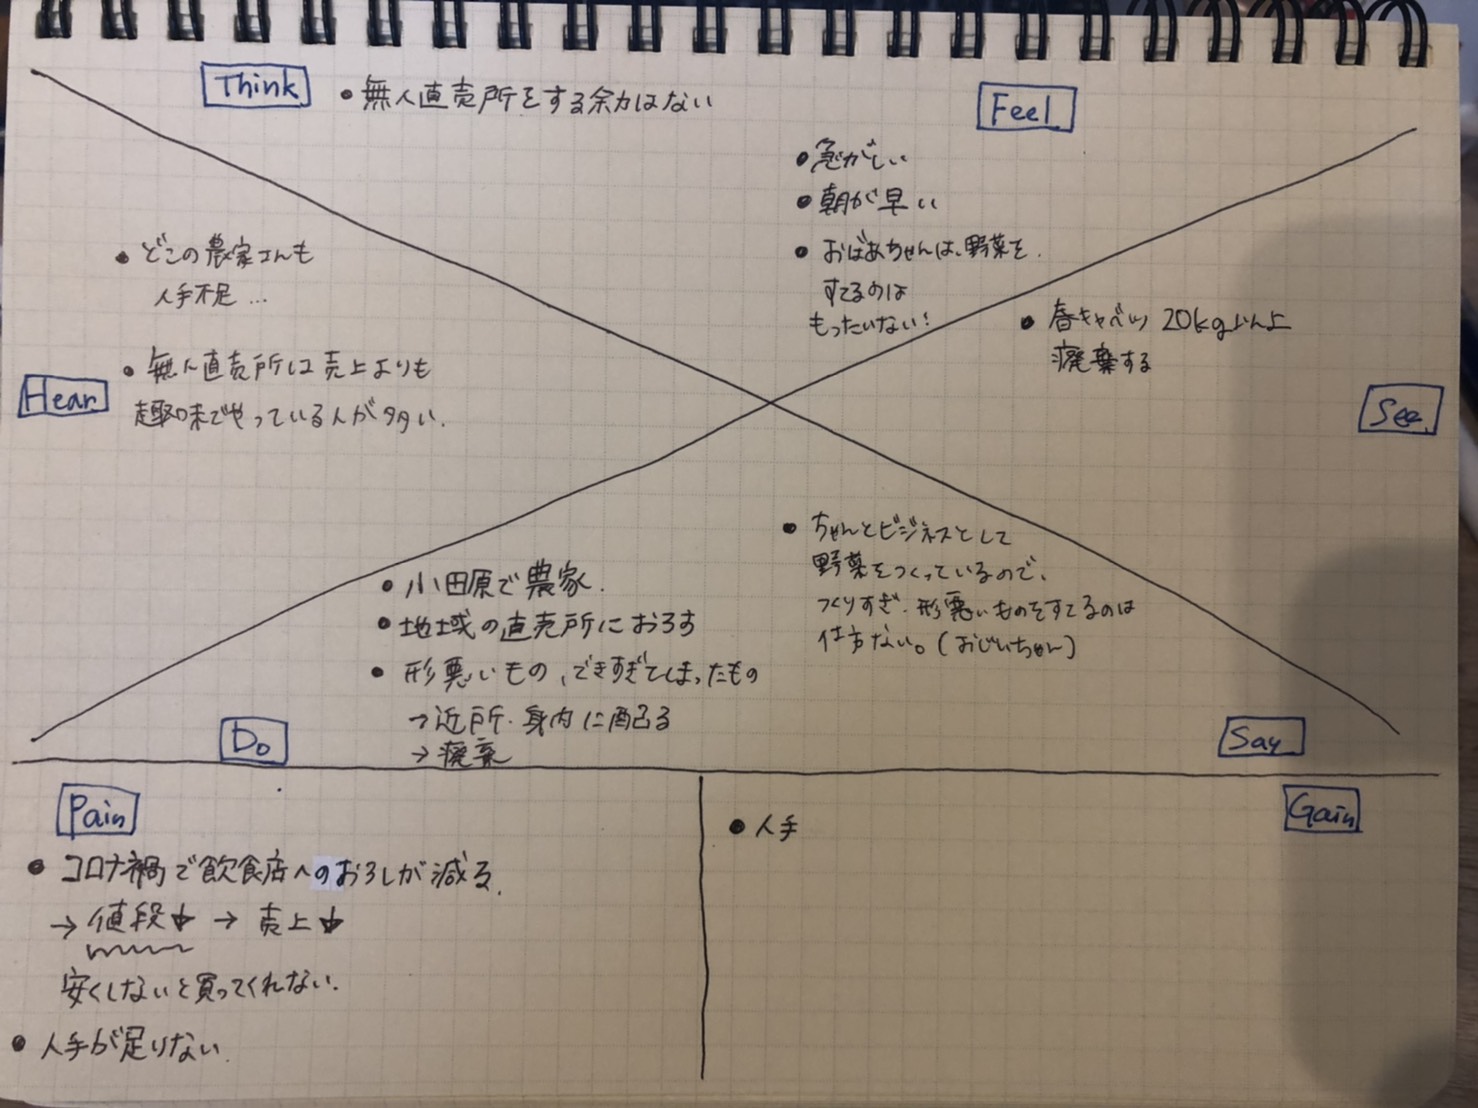 Think
・無人直売所をする余力はない
Feel
・急がしい
・朝が早い
・おばあちゃんは、野菜を
すてるのは
もったいない!
・どこの農家さんも
人手不足…
・無人直売所は売上よりも
趣味でやっている人が多い.
Hear
・春キャベツ 20kg以上
廃棄する
See
・ちゃんとビジネスとして
野菜をつくっているので、
つくりすぎ・形悪いものをすてるのは
仕方ない。(おじいちゃん)
Say
・小田原で農家.
・地域の直売所におろす
・形悪いもの、できすぎてしまったもの
→近所・身内に配る
→廃棄
Do
Pain
・コロナ禍で飲食店へのおろしが減る.
→値段↓ → 売上↓
安くしないと買ってくれない.
・人手が足りない.
Gain
・人手